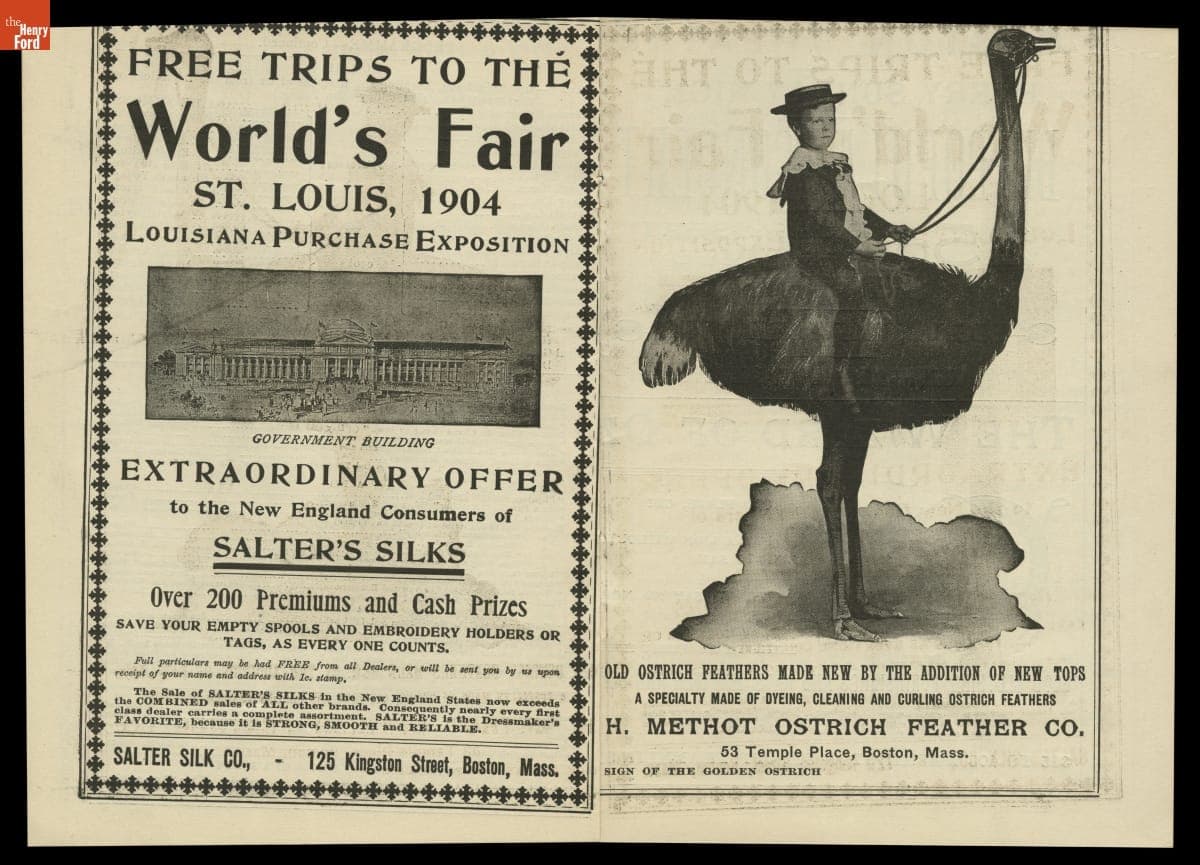 the
Henry
Ford
FREE TRIPS TO THE
World's Fair
ST. LOUIS, 1904
LOUISIANA PURCHASE EXPOSITION
GOVERNMENT BUILDING
EXTRAORDINARY OFFER
to the New England Consumers of
SALTER'S SILKS
Over 200 Premiums and Cash Prizes
SAVE YOUR EMPTY SPOOLS AND EMBROIDERY HOLDERS OR
TAGS, AS EVERY ONE COUNTS.
Full particulars may be had FREE from all Dealers, or will be sent you by us upon
receipt of your name and address with 1c. stamp.
The Sale of SALTER'S SILKS in the New England States now exceeds
the COMBINED sales of ALL other brands. Consequently nearly every first
class dealer carries a complete assortment. SALTER'S is the Dressmaker's
FAVORITE, because it is STRONG, SMOOTH and RELIABLE.
SALTER SILK CO., - 125 Kingston Street, Boston, Mass.
OLD OSTRICH FEATHERS MADE NEW BY THE ADDITION OF NEW TOPS
A SPECIALTY MADE OF DYEING, CLEANING AND CURLING OSTRICH FEATHERS
H. METHOT OSTRICH FEATHER CO.
53 Temple Place, Boston, Mass.
SIGN OF THE GOLDEN OSTRICH